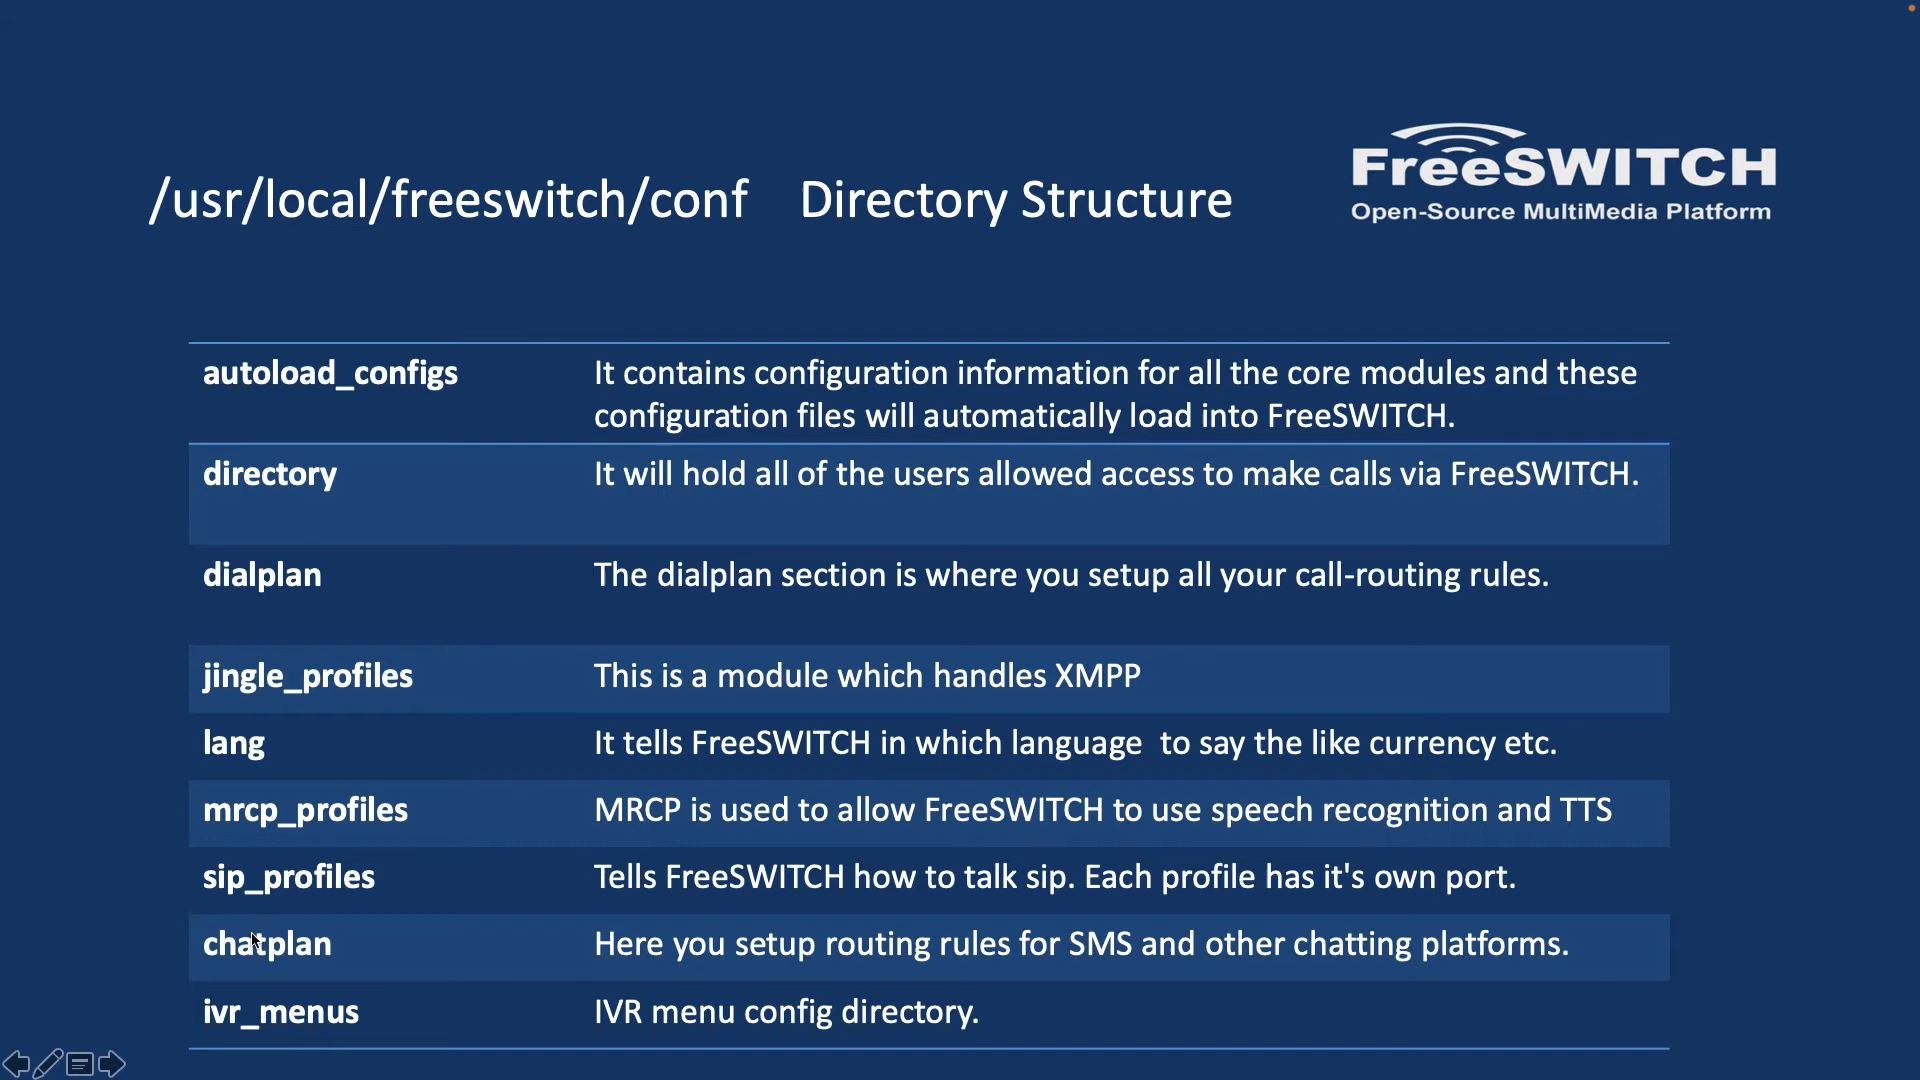 FreeSWITCH
Open-Source MultiMedia Platform
/usr/local/freeswitch/conf Directory Structure
autoload_configs It contains configuration information for all the core modules and these
configuration files will automatically load into FreeSWITCH.
directory It will hold all of the users allowed access to make calls via FreeSWITCH.
dialplan The dialplan section is where you setup all your call-routing rules.
jingle_profiles This is a module which handles XMPP
lang It tells FreeSWITCH in which language to say the like currency etc.
mrcp_profiles MRCP is used to allow FreeSWITCH to use speech recognition and TTS
sip_profiles Tells FreeSWITCH how to talk sip. Each profile has it's own port.
chatplan Here you setup routing rules for SMS and other chatting platforms.
ivr_menus IVR menu config directory.